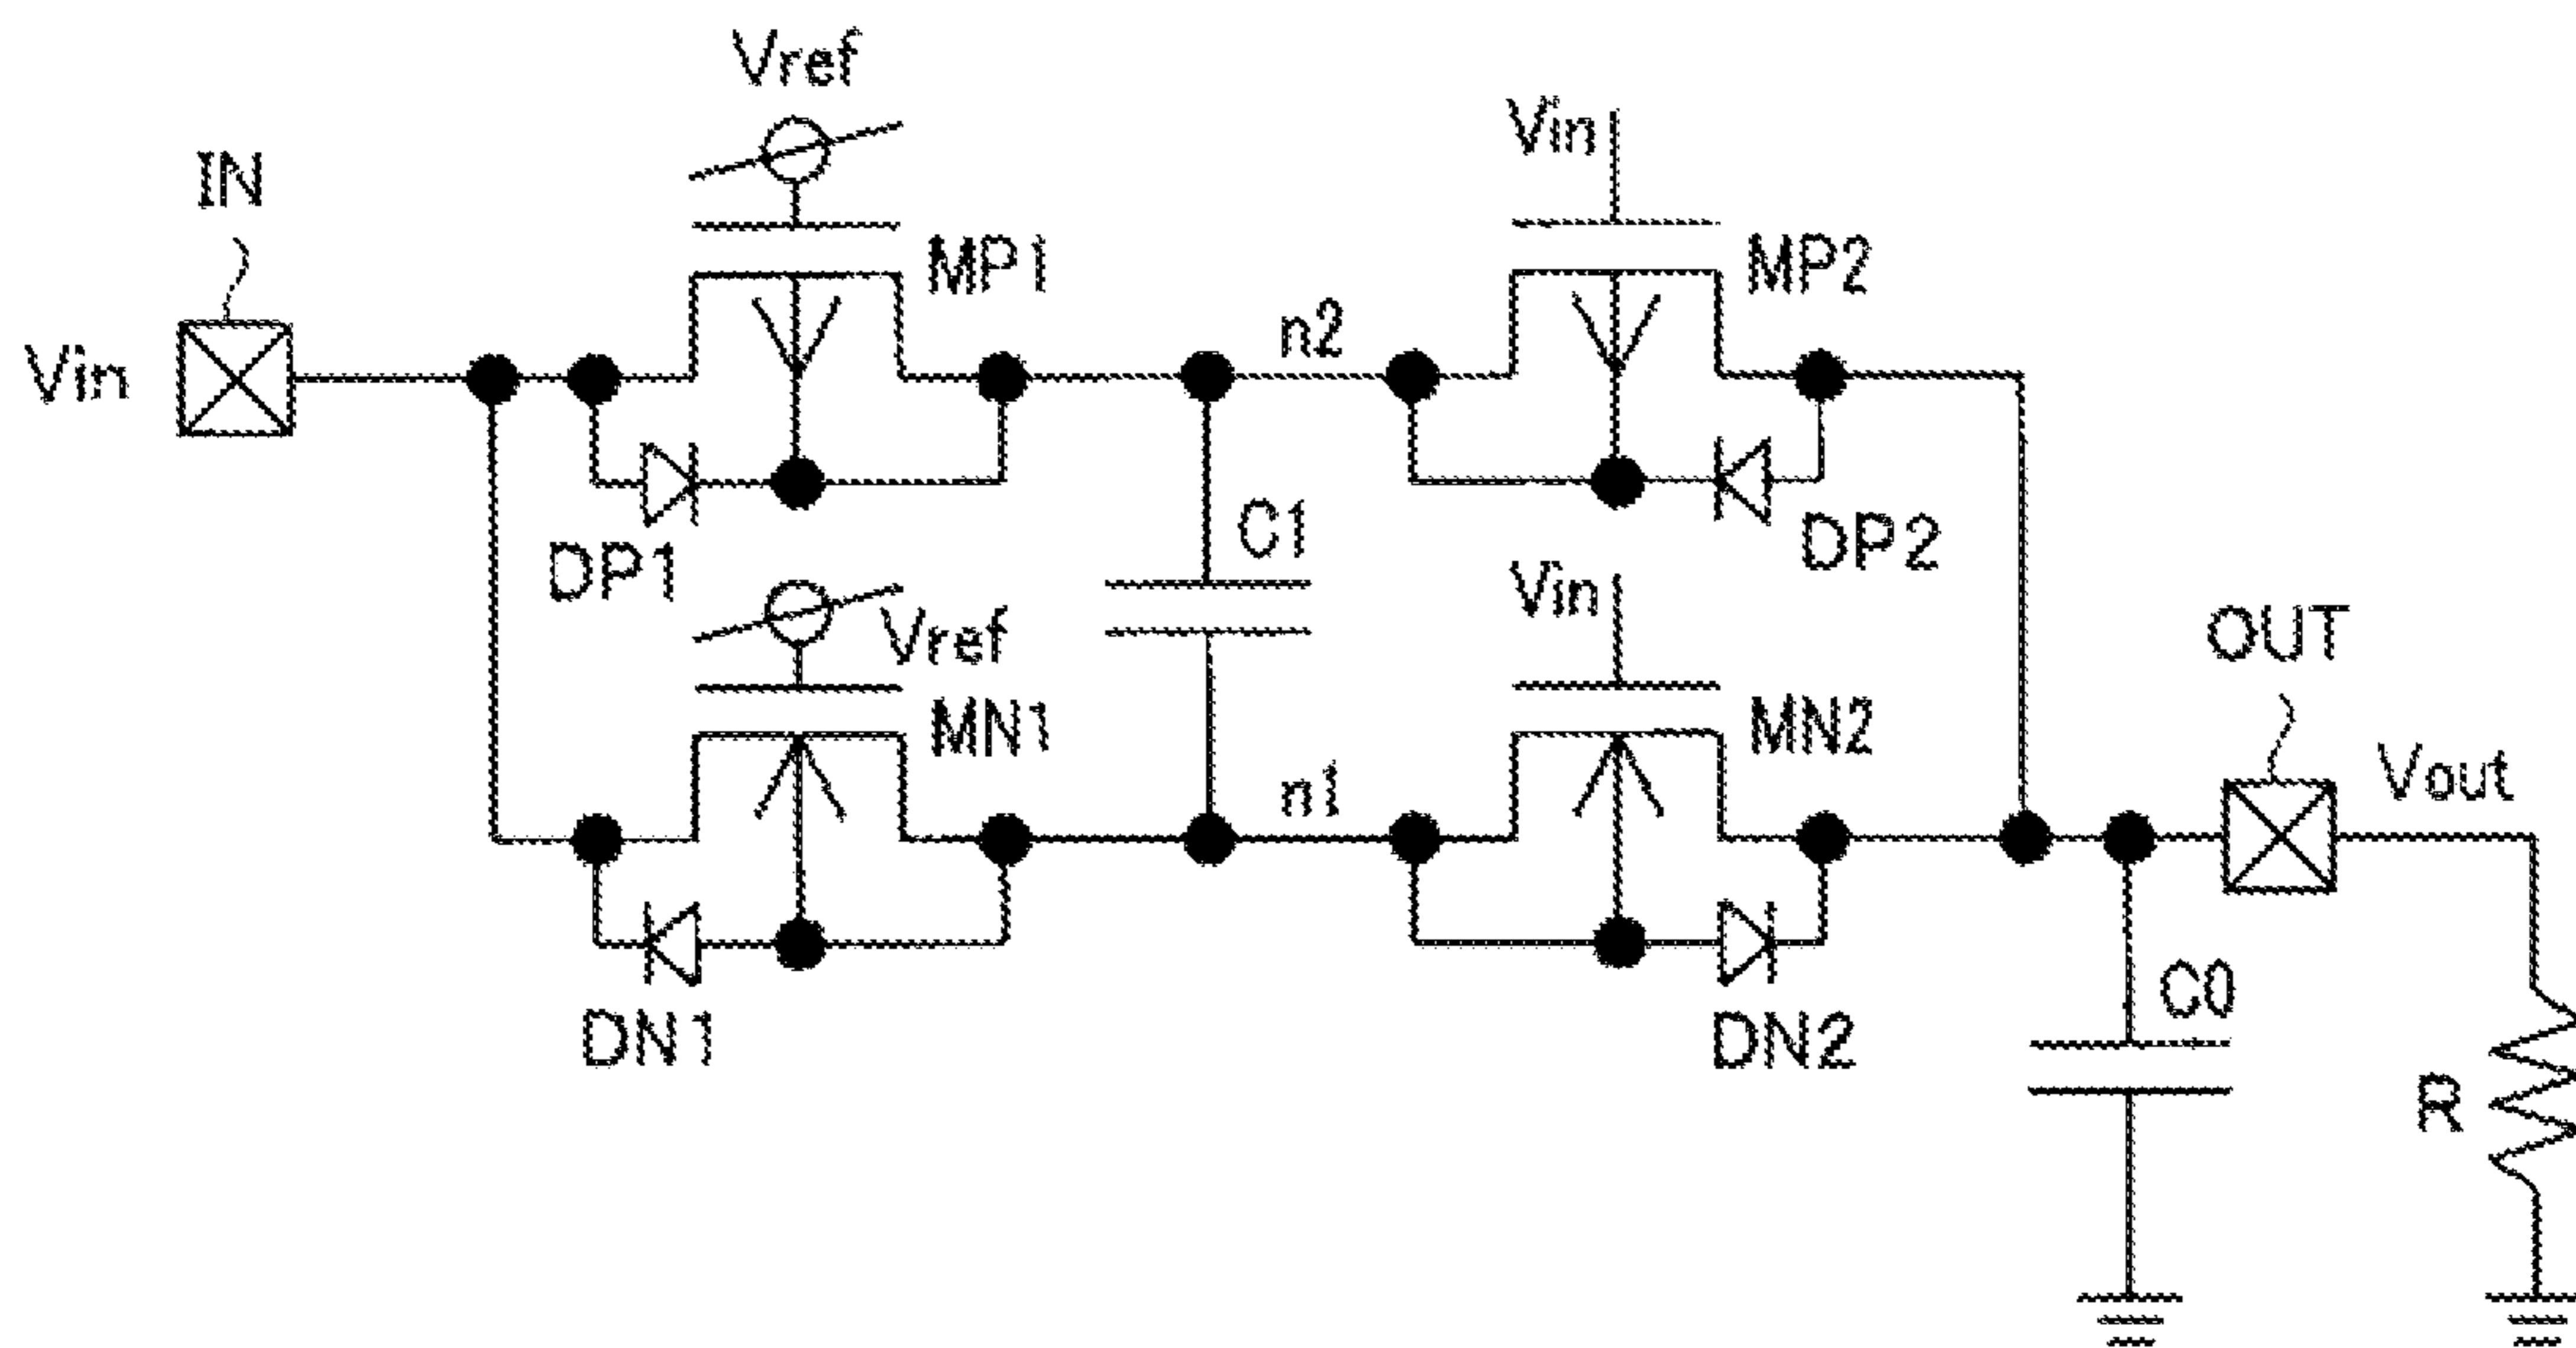 Vref
Vin
IN
MP1
MP2
n2
Vin
DP1
C1
DP2
Vin
Vref
OUT
MN1
MN2
n1
Vout
DN1
DN2
C0
R